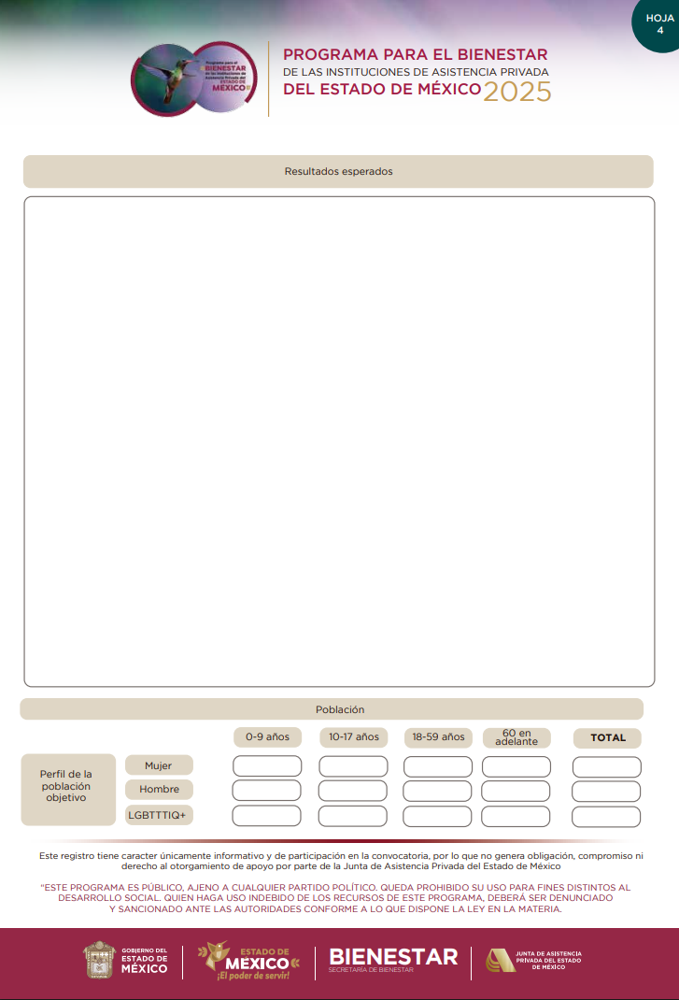 HOJA
4
Programa para el
BIENESTAR
de las Instituciones de
Asistencia Privada del
ESTADO DE
MÉXICO
PROGRAMA PARA EL BIENESTAR
DE LAS INSTITUCIONES DE ASISTENCIA PRIVADA
DEL ESTADO DE MÉXICO 2025
Resultados esperados
Población
0-9 años 10-17 años 18-59 años 60 en adelante TOTAL
Perfil de la
población
objetivo
Mujer
Hombre
LGBTTTIQ+
Este registro tiene caracter únicamente informativo y de participación en la convocatoria, por lo que no genera obligación, compromiso ni
derecho al otorgamiento de apoyo por parte de la Junta de Asistencia Privada del Estado de México
“ESTE PROGRAMA ES PÚBLICO, AJENO A CUALQUIER PARTIDO POLÍTICO. QUEDA PROHIBIDO SU USO PARA FINES DISTINTOS AL
DESARROLLO SOCIAL. QUIEN HAGA USO INDEBIDO DE LOS RECURSOS DE ESTE PROGRAMA, DEBERÁ SER DENUNCIADO
Y SANCIONADO ANTE LAS AUTORIDADES CONFORME A LO QUE DISPONE LA LEY EN LA MATERIA.
GOBIERNO DEL
ESTADO DE
MÉXICO
ESTADO DE
MÉXICO
¡El poder de servir!
BIENESTAR
SECRETARÍA DE BIENESTAR
JUNTA DE ASISTENCIA
PRIVADA DEL ESTADO
DE MÉXICO